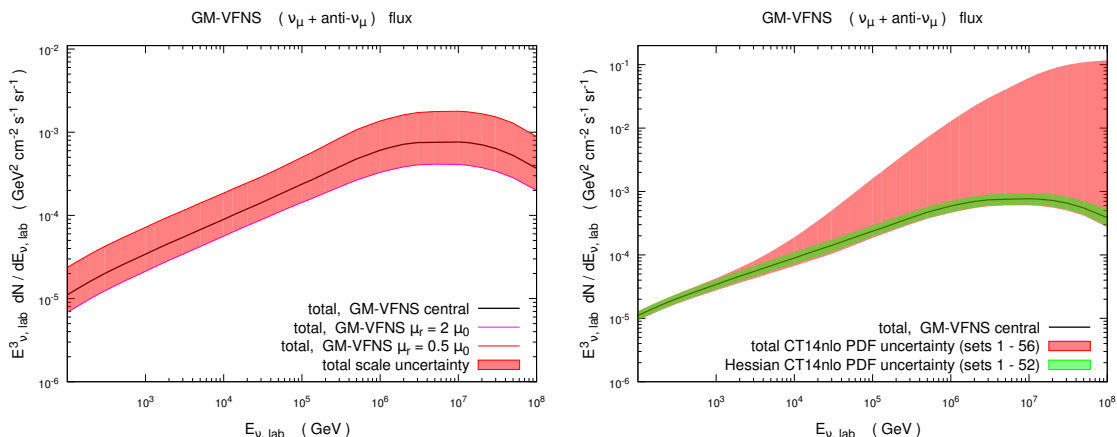 GM-VFNS ( νμ + anti-νμ ) flux
E³ν, lab dN / dEν, lab ( GeV² cm⁻² s⁻¹ sr⁻¹ )
10⁻²
10⁻³
10⁻⁴
10⁻⁵
10⁻⁶
total, GM-VFNS central
total, GM-VFNS μr = 2 μ0
total, GM-VFNS μr = 0.5 μ0
total scale uncertainty
10³ 10⁴ 10⁵ 10⁶ 10⁷ 10⁸
Eν, lab ( GeV )
GM-VFNS ( νμ + anti-νμ ) flux
E³ν, lab dN / dEν, lab ( GeV² cm⁻² s⁻¹ sr⁻¹ )
10⁻¹
10⁻²
10⁻³
10⁻⁴
10⁻⁵
10⁻⁶
total, GM-VFNS central
total CT14nlo PDF uncertainty (sets 1 - 56)
Hessian CT14nlo PDF uncertainty (sets 1 - 52)
10³ 10⁴ 10⁵ 10⁶ 10⁷ 10⁸
Eν, lab ( GeV )